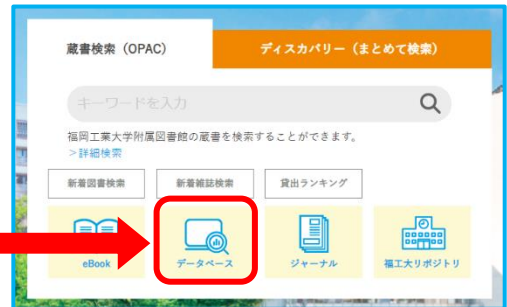 蔵書検索（OPAC）
ディスカバリー（まとめて検索）
キーワードを入力
福岡工業大学附属図書館の蔵書を検索することができます。
＞詳細検索
新着図書検索
新着雑誌検索
貸出ランキング
eBook
データベース
ジャーナル
福工大リポジトリ